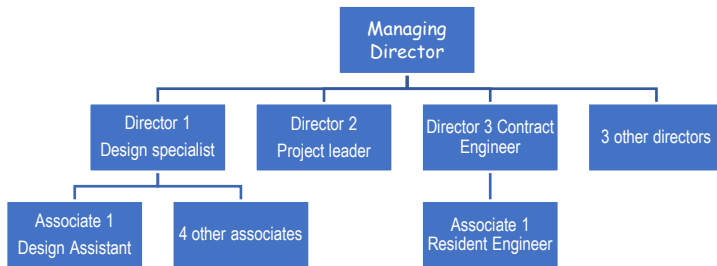 Managing
Director
Director 1
Design specialist
Director 2
Project leader
Director 3 Contract
Engineer
3 other directors
Associate 1
Design Assistant
4 other associates
Associate 1
Resident Engineer